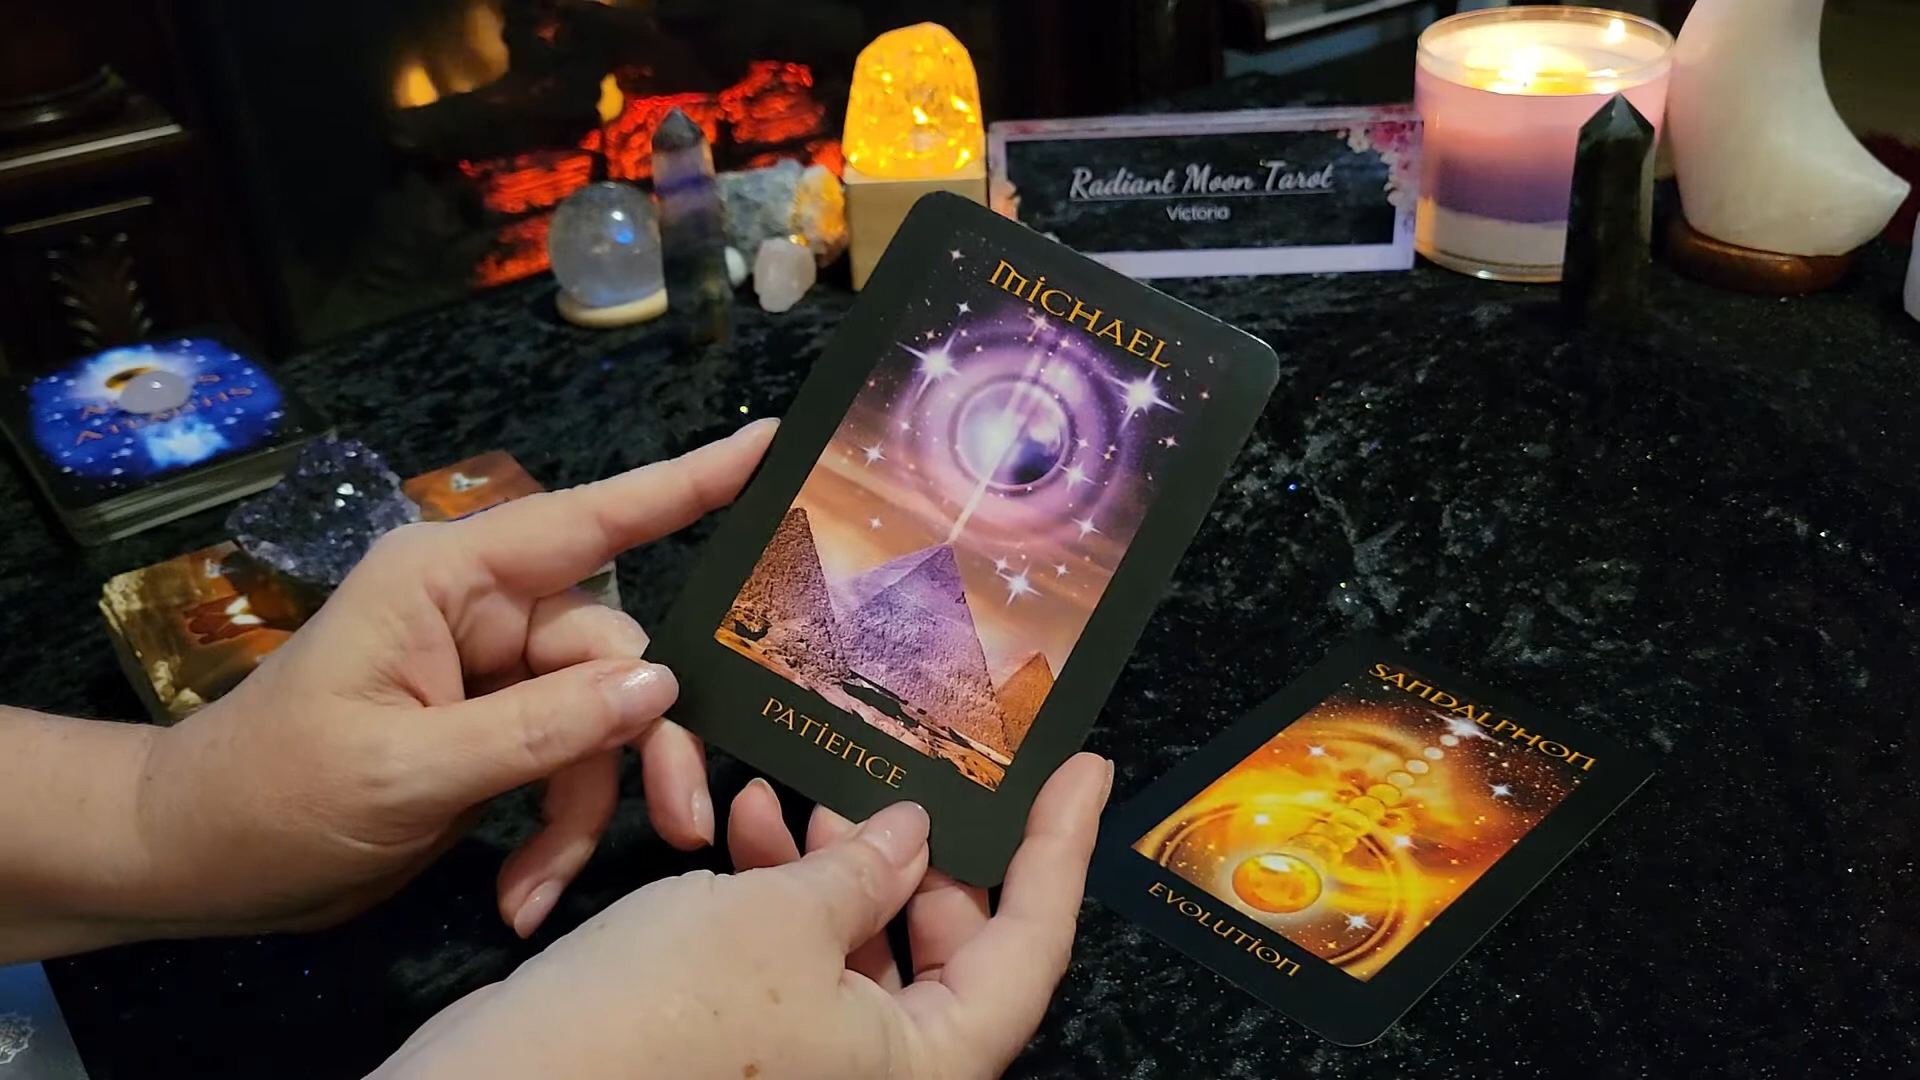 Radiant Moon Tarot
Victoria
MiCHAEL
PATiENCE
SANDALPHON
EVOLUTiON